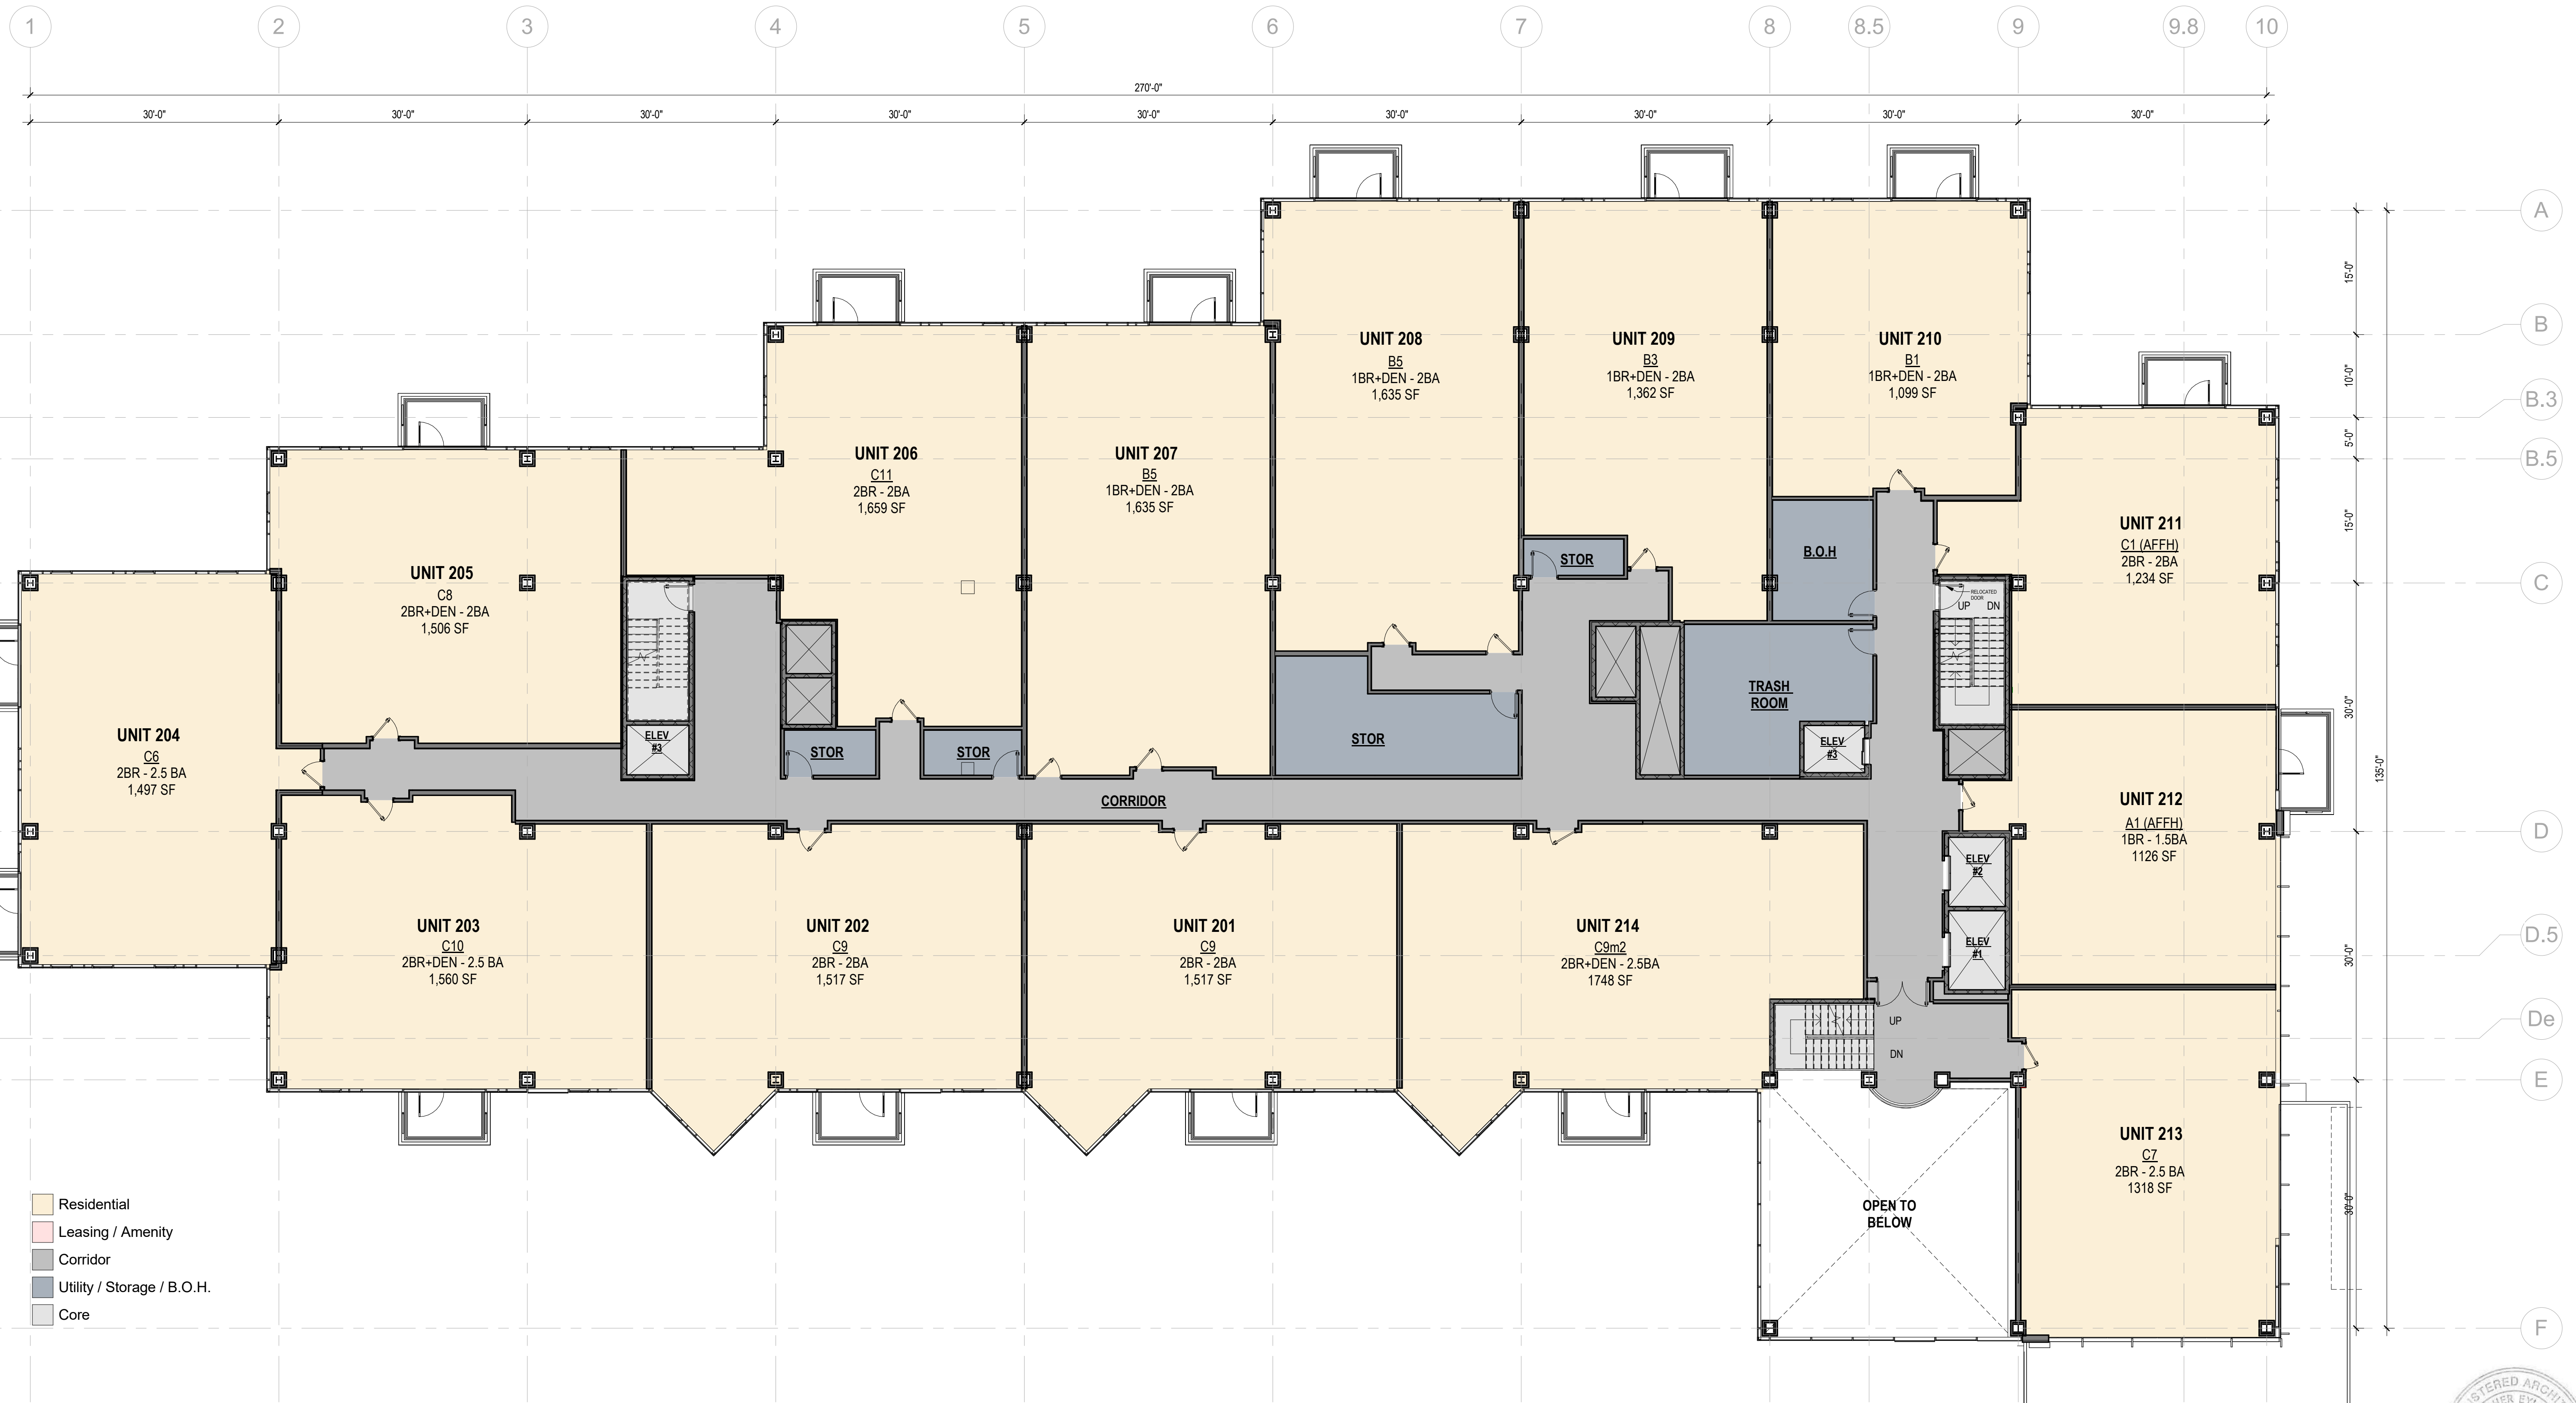 1 2 3 4 5 6 7 8 8.5 9 9.8 10
270'-0"
30'-0" 30'-0" 30'-0" 30'-0" 30'-0" 30'-0" 30'-0" 30'-0" 30'-0"
A
B
B.3
B.5
C
D
D.5
De
E
F
15'-0"
10'-0"
5'-0"
15'-0"
30'-0"
30'-0"
30'-0"
135'-0"
UNIT 208
B5
1BR+DEN - 2BA
1,635 SF
UNIT 209
B3
1BR+DEN - 2BA
1,362 SF
UNIT 210
B1
1BR+DEN - 2BA
1,099 SF
UNIT 206
C11
2BR - 2BA
1,659 SF
UNIT 207
B5
1BR+DEN - 2BA
1,635 SF
UNIT 205
C8
2BR+DEN - 2BA
1,506 SF
UNIT 211
C1 (AFFH)
2BR - 2BA
1,234 SF
STOR
B.O.H
RELOCATED
DOOR
UP DN
UNIT 204
C6
2BR - 2.5 BA
1,497 SF
ELEV
#3
STOR
STOR
STOR
TRASH
ROOM
ELEV
#3
CORRIDOR
UNIT 212
A1 (AFFH)
1BR - 1.5BA
1126 SF
ELEV
#2
ELEV
#1
UNIT 203
C10
2BR+DEN - 2.5 BA
1,560 SF
UNIT 202
C9
2BR - 2BA
1,517 SF
UNIT 201
C9
2BR - 2BA
1,517 SF
UNIT 214
C9m2
2BR+DEN - 2.5BA
1748 SF
UP
DN
UNIT 213
C7
2BR - 2.5 BA
1318 SF
OPEN TO
BELOW
Residential
Leasing / Amenity
Corridor
Utility / Storage / B.O.H.
Core